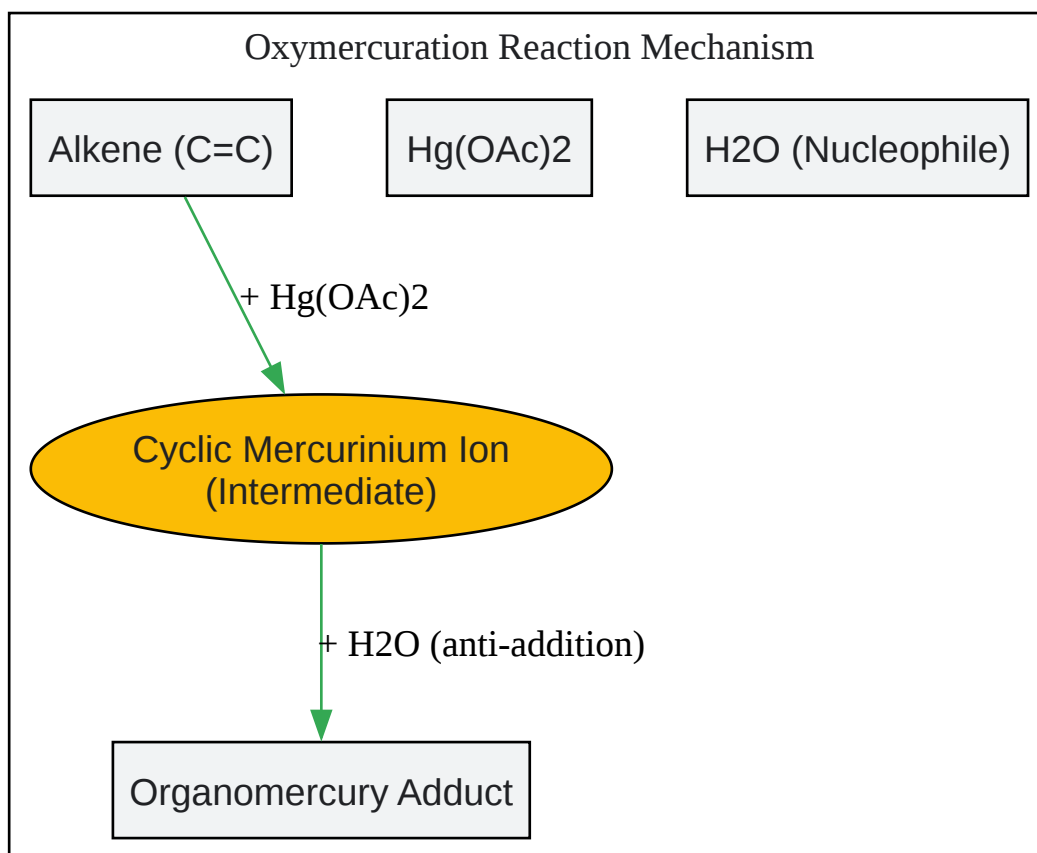 Oxymercuration Reaction Mechanism
Alkene (C=C)
Hg(OAc)2
H2O (Nucleophile)
+ Hg(OAc)2
Cyclic Mercurinium Ion
(Intermediate)
+ H2O (anti-addition)
Organomercury Adduct